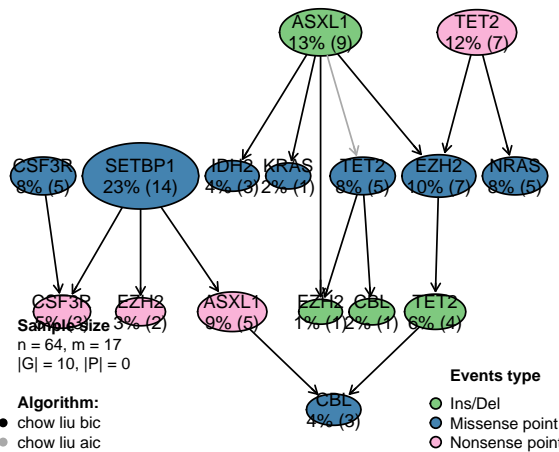 ASXL1
13% (9)
TET2
12% (7)
CSF3R
8% (5)
SETBP1
23% (14)
IDH2
4% (3)
KRAS
2% (1)
TET2
8% (5)
EZH2
10% (7)
NRAS
8% (5)
CSF3R
5% (3)
EZH2
3% (2)
ASXL1
9% (5)
EZH2
1% (1)
CBL
2% (1)
TET2
6% (4)
CBL
4% (3)
Sample size
n = 64, m = 17
|G| = 10, |P| = 0
Algorithm:
chow liu bic
chow liu aic
Events type
Ins/Del
Missense point
Nonsense point